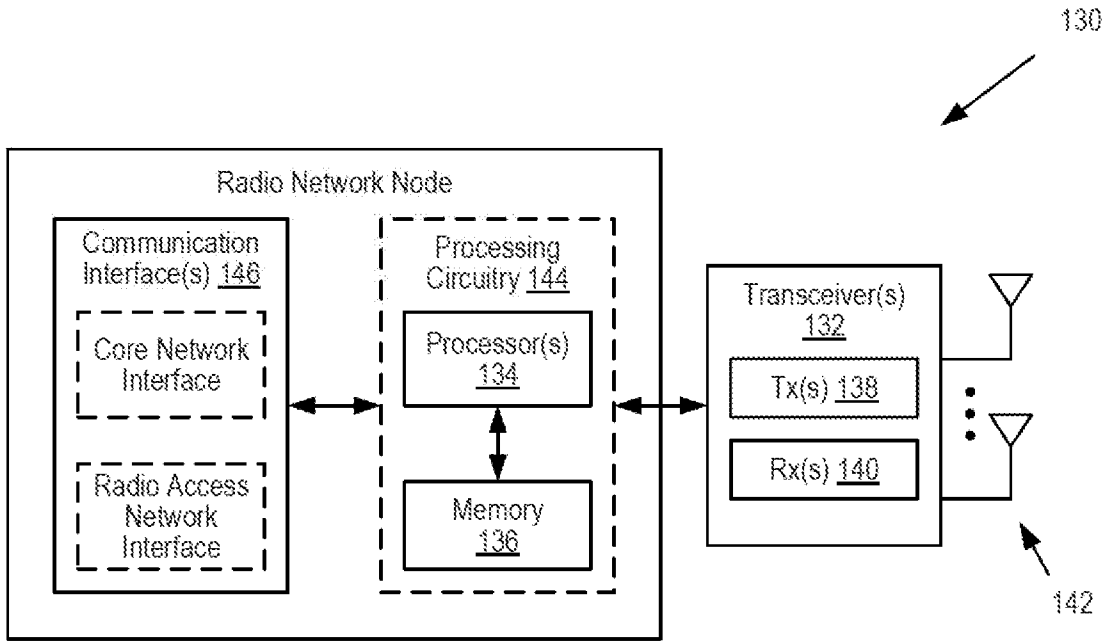 130
Radio Network Node
Communication
Interface(s) 146
Core Network
Interface
Radio Access
Network
Interface
Processing
Circuitry 144
Processor(s)
134
Memory
136
Transceiver(s)
132
Tx(s) 138
Rx(s) 140
142